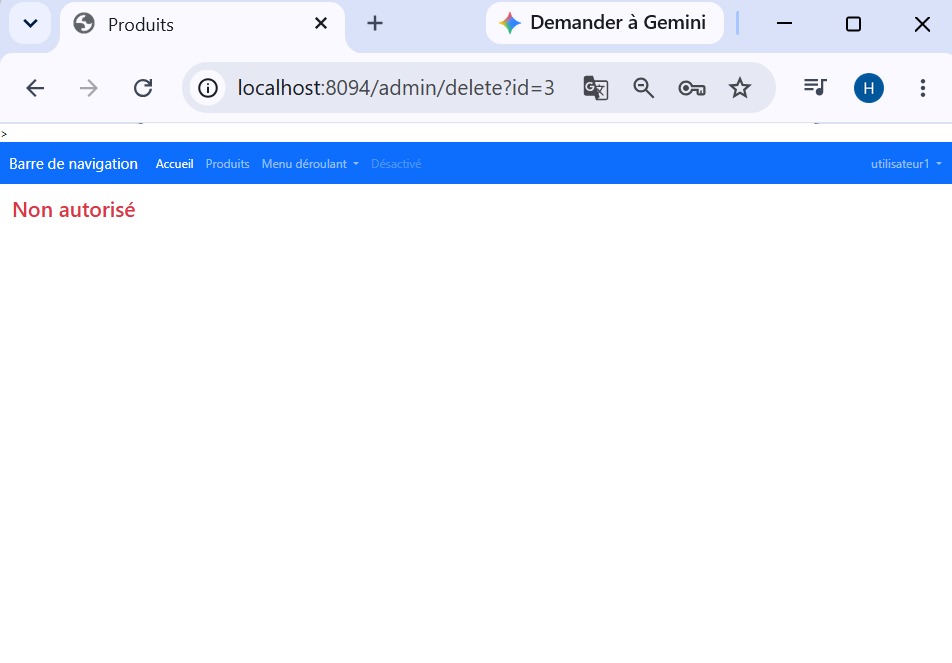 Produits
Demander à Gemini
localhost:8094/admin/delete?id=3
H
>
Barre de navigation Accueil Produits Menu déroulant Désactivé utilisateur1
Non autorisé